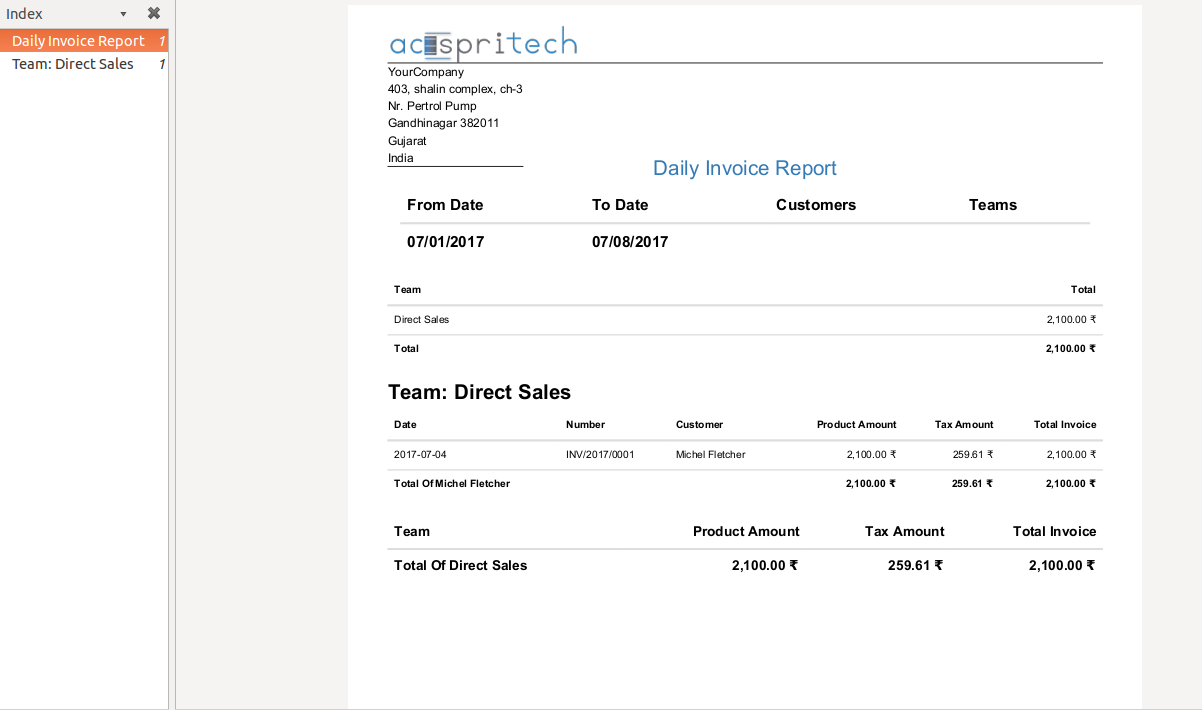 Index
Daily Invoice Report 1
Team: Direct Sales 1
acespritech
YourCompany
403, shalin complex, ch-3
Nr. Pertrol Pump
Gandhinagar 382011
Gujarat
India
Daily Invoice Report
From Date To Date Customers Teams
07/01/2017 07/08/2017
Team Total
Direct Sales 2,100.00 ₹
Total 2,100.00 ₹
Team: Direct Sales
Date Number Customer Product Amount Tax Amount Total Invoice
2017-07-04 INV/2017/0001 Michel Fletcher 2,100.00 ₹ 259.61 ₹ 2,100.00 ₹
Total Of Michel Fletcher 2,100.00 ₹ 259.61 ₹ 2,100.00 ₹
Team Product Amount Tax Amount Total Invoice
Total Of Direct Sales 2,100.00 ₹ 259.61 ₹ 2,100.00 ₹